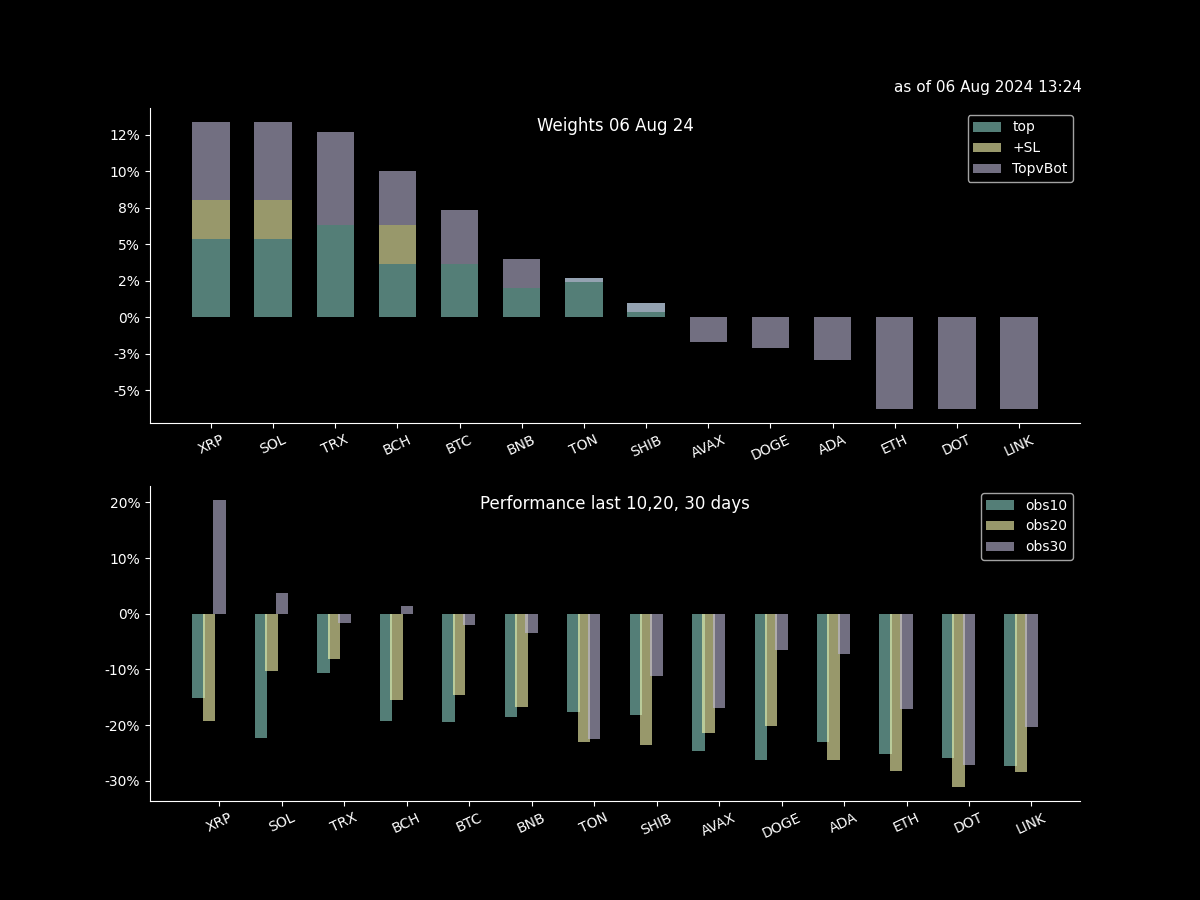 as of 06 Aug 2024 13:24
Weights 06 Aug 24
top
+SL
TopvBot
12%
10%
8%
5%
2%
0%
-3%
-5%
XRP SOL TRX BCH BTC BNB TON SHIB AVAX DOGE ADA ETH DOT LINK
Performance last 10,20, 30 days
obs10
obs20
obs30
20%
10%
0%
-10%
-20%
-30%
XRP SOL TRX BCH BTC BNB TON SHIB AVAX DOGE ADA ETH DOT LINK